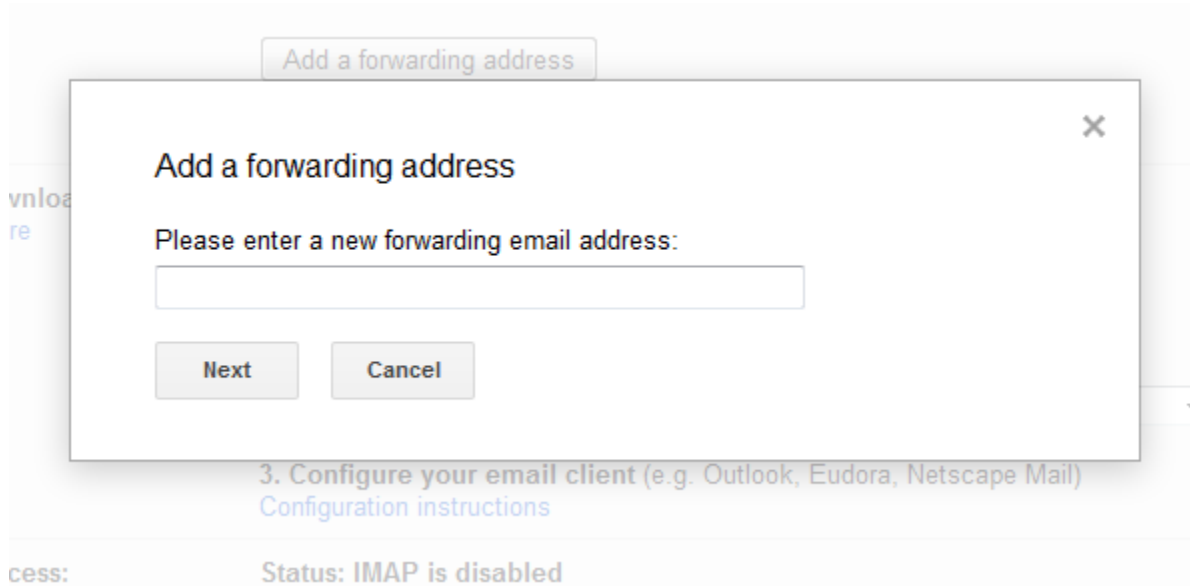 Add a forwarding address
Add a forwarding address
Please enter a new forwarding email address:
Next Cancel
3. Configure your email client (e.g. Outlook, Eudora, Netscape Mail)
Configuration instructions
Status: IMAP is disabled